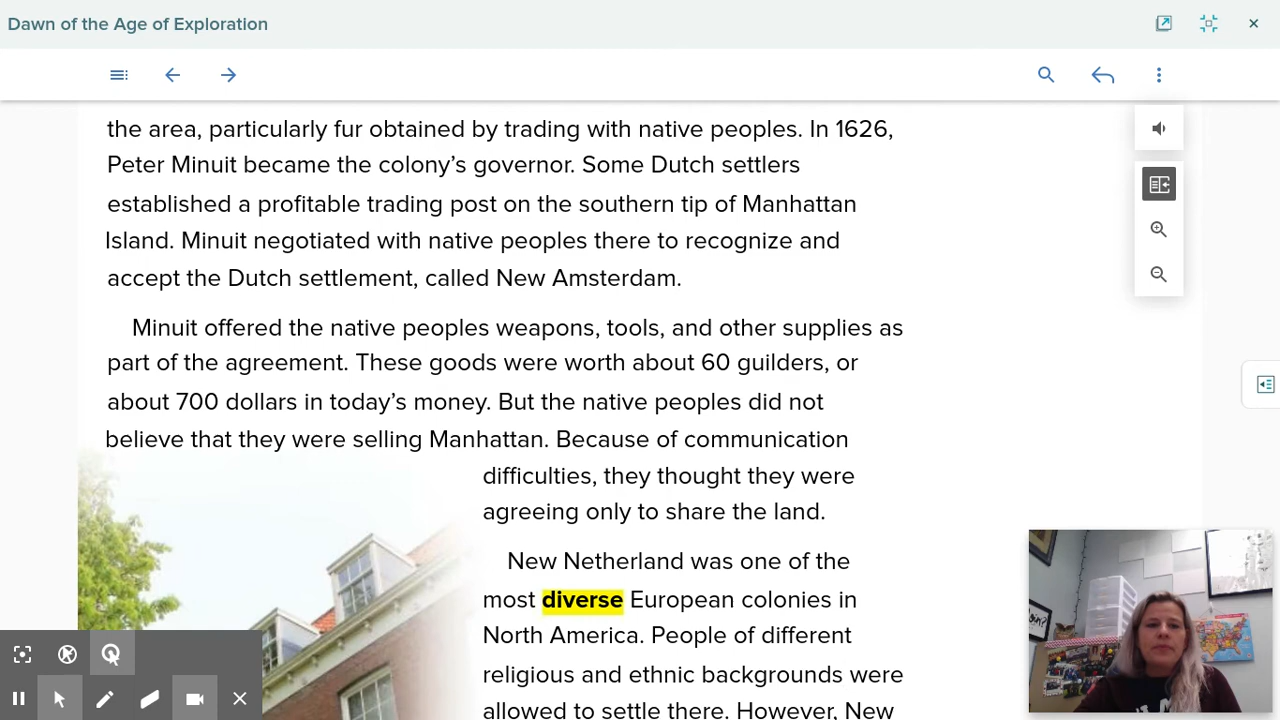 Dawn of the Age of Exploration
the area, particularly fur obtained by trading with native peoples. In 1626,
Peter Minuit became the colony's governor. Some Dutch settlers
established a profitable trading post on the southern tip of Manhattan
Island. Minuit negotiated with native peoples there to recognize and
accept the Dutch settlement, called New Amsterdam.
Minuit offered the native peoples weapons, tools, and other supplies as
part of the agreement. These goods were worth about 60 guilders, or
about 700 dollars in today's money. But the native peoples did not
believe that they were selling Manhattan. Because of communication
difficulties, they thought they were
agreeing only to share the land.
New Netherland was one of the
most diverse European colonies in
North America. People of different
religious and ethnic backgrounds were
allowed to settle there. However, New